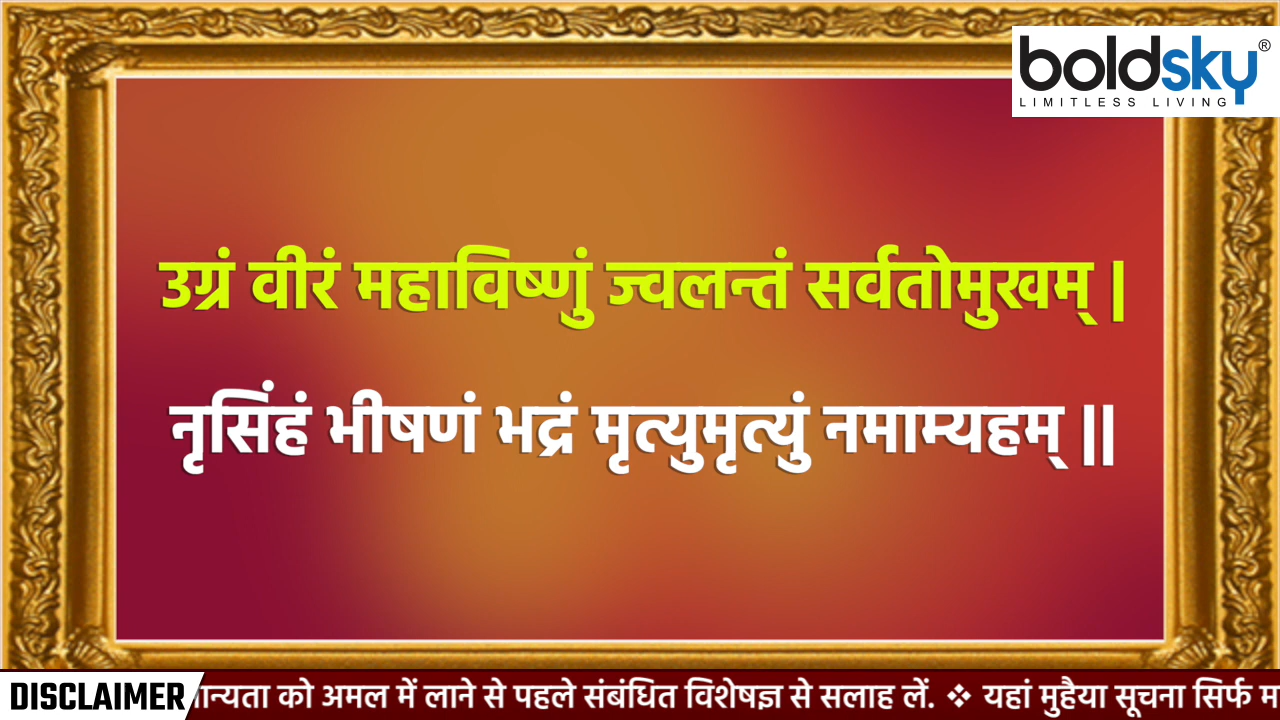 boldsky®
LIMITLESS LIVING
उग्रं वीरं महाविष्णुं ज्वलन्तं सर्वतोमुखम् |
नृसिंहं भीषणं भद्रं मृत्युमृत्युं नमाम्यहम् ||
DISCLAIMER को अमल में लाने से पहले संबंधित विशेषज्ञ से सलाह लें. ❖ यहां मुहैया सूचना सिर्फ